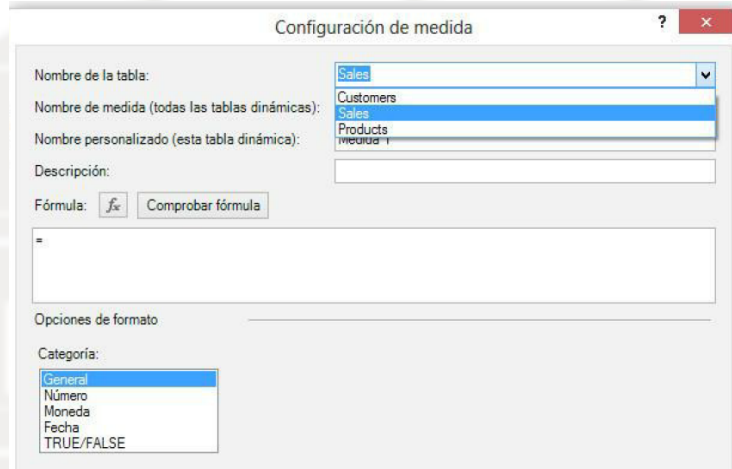 Configuración de medida ? ×
Nombre de la tabla: Sales
Customers
Nombre de medida (todas las tablas dinámicas): Sales
Products
Nombre personalizado (esta tabla dinámica): Medida 1
Descripción:
Fórmula: fx Comprobar fórmula
=
Opciones de formato
Categoría:
General
Número
Moneda
Fecha
TRUE/FALSE